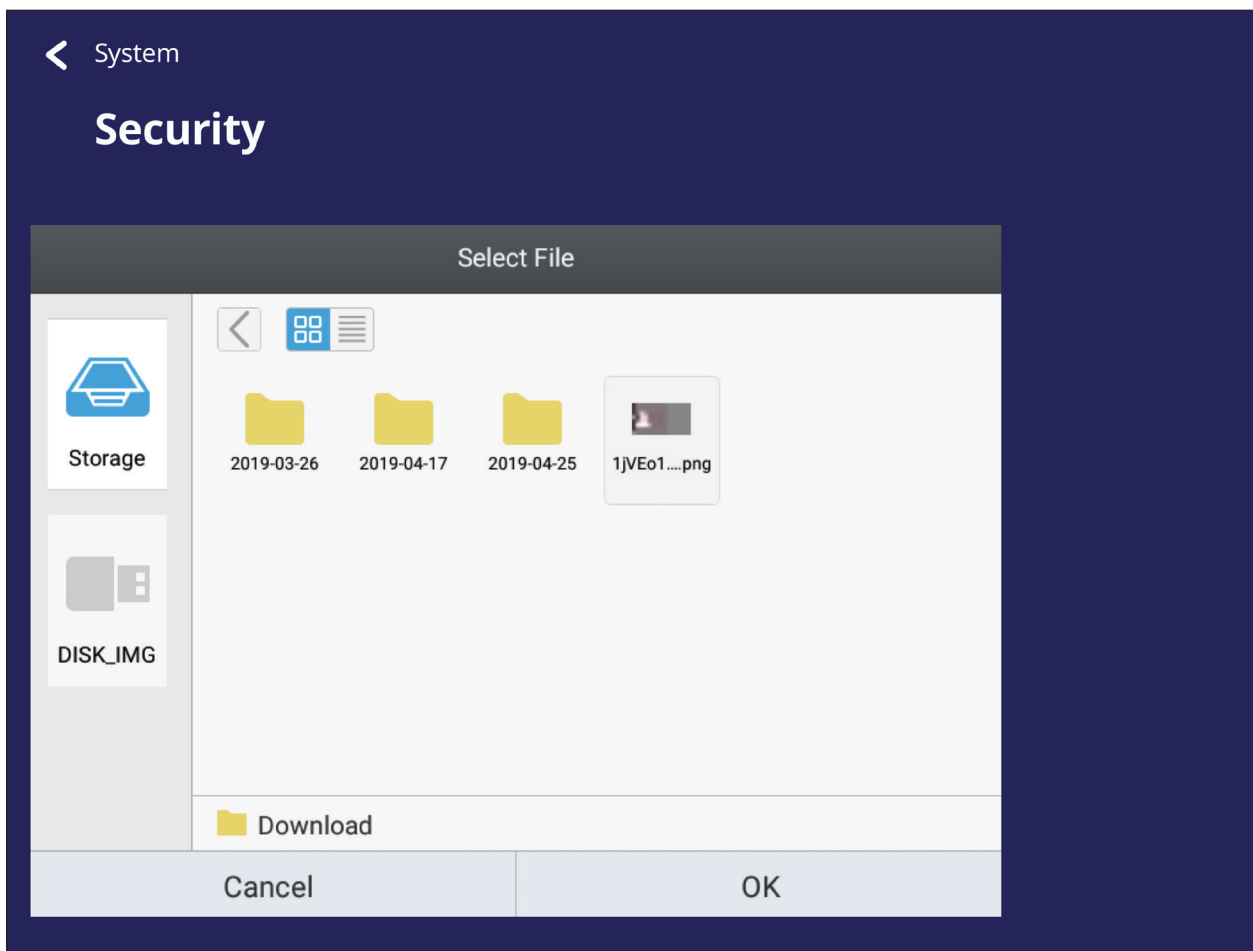 System
Security
Select File
Storage
2019-03-26
2019-04-17
2019-04-25
1jVEo1....png
DISK_IMG
Download
Cancel
OK